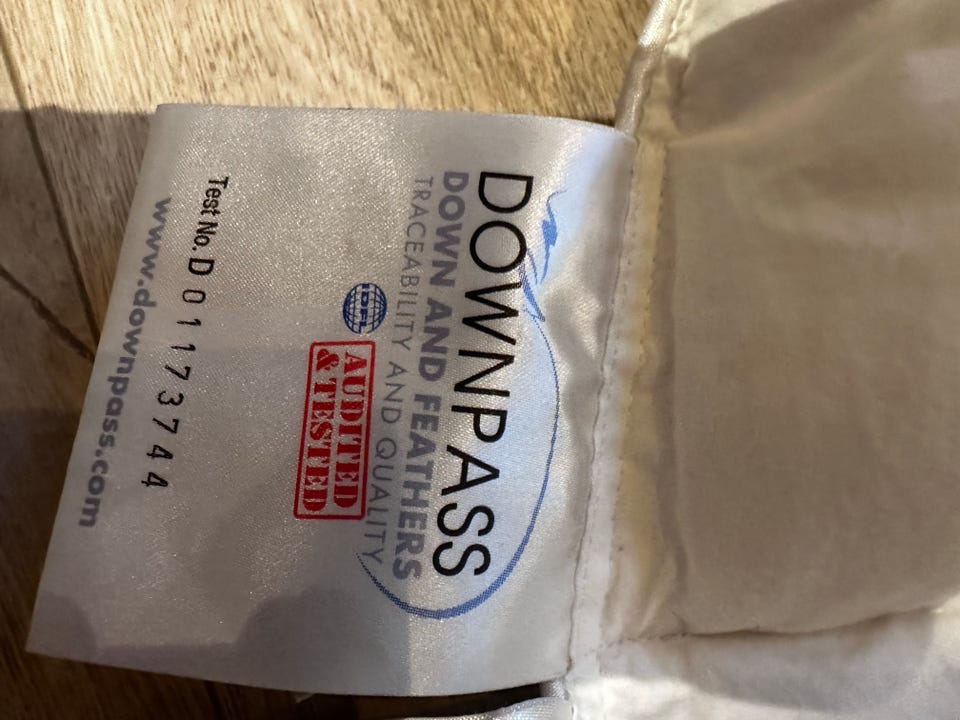 DOWNPASS
DOWN AND FEATHERS
TRACEABILITY AND QUALITY
IDFL
AUDITED
& TESTED
Test No. D 0 1 1 7 3 7 4 4
www.downpass.com